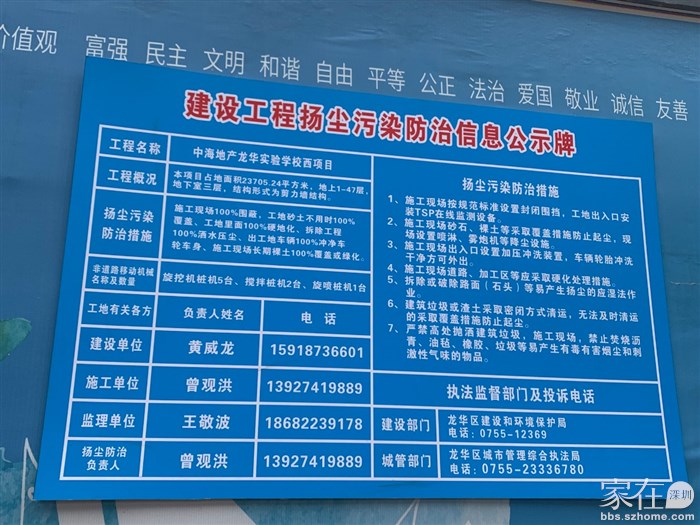 价值观 富强 民主 文明 和谐 自由 平等 公正 法治 爱国 敬业 诚信 友善
建设工程扬尘污染防治信息公示牌
工程名称 中海地产龙华实验学校西项目
工程概况 本项目占地面积23705.24平方米、地上1-47层,
地下室三层,结构形式为剪力墙结构。
扬尘污染
防治措施
施工现场100%围蔽、工地砂土不用时100%
覆盖、工地里面100%硬地化、拆除工程
100%洒水压尘、出工地车辆100%冲净车
轮车身、施工现场长期裸土100%覆盖或绿化。
非道路移动机械
名称及数量
旋挖机桩机5台、搅拌桩机2台、旋喷桩机1台
工地有关各方 负责人姓名 电 话
建设单位 黄威龙 15918736601
施工单位 曾观洪 13927419889
监理单位 王敬波 18682239178
扬尘防治
负责人
曾观洪 13927419889
扬尘污染防治措施
1、施工现场按规范标准设置封闭围挡,工地出入口安
装TSP在线监测设备。
2、施工现场砂石、裸土等采取覆盖措施防止起尘,现
场设置喷淋、雾炮机等降尘设施。
3、施工现场出入口设置加压冲洗装置,车辆轮胎冲洗
干净方可外出。
4、施工现场道路、加工区等应采取硬化处理措施。
5、拆除或破除路面(石头)等易产生扬尘的应湿法作
业。
6、建筑垃圾或渣土采取密闭方式清运,无法及时清运
的采取覆盖措施防止起尘。
7、严禁高处抛洒建筑垃圾,施工现场,禁止焚烧沥
青、油毡、橡胶、垃圾等易产生有毒有害烟尘和刺
激性气味的物品。
执法监督部门及投诉电话
建设部门 龙华区建设和环境保护局
电话:0755-12369
城管部门 龙华区城市管理综合执法局
电话:0755-23336780
家在深圳
bbs.szhome.com